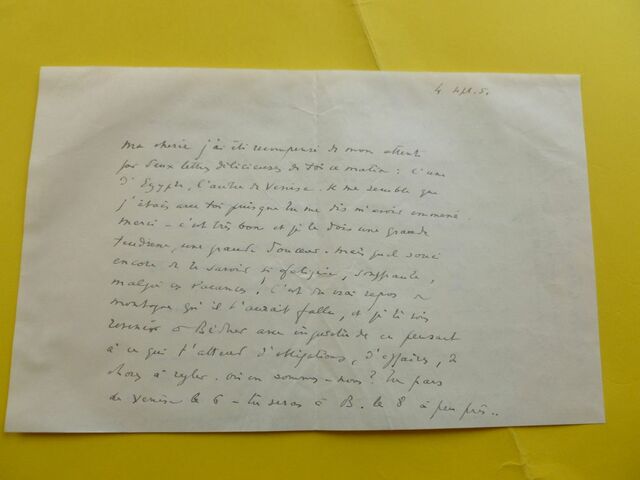 4 sept. 5.
Ma cherie j'ai été recompensé de mon attente
par deux lettres délicieuses de toi ce matin : l'une
d'Egypte, l'autre de Venise. Il me semble que
j'étais avec toi puisque tu me dis m'avoir emmené.
merci - c'est très bon et je te dois une grande
tendresse, une grande douceur. Mais quel souci
encore de te savoir si fatiguée, souffrante,
malgré ces vacances ! C'est du vrai repos de
montagne qu'il t'aurait fallu, et je te vois
revenir à avec inquiétude en pensant
à ce qui t'attend d'obligations, d'affaires, de
choses à régler. Où en sommes-nous ? Tu pars
de Venise le 6 - tu seras à B. le 8 à peu près..